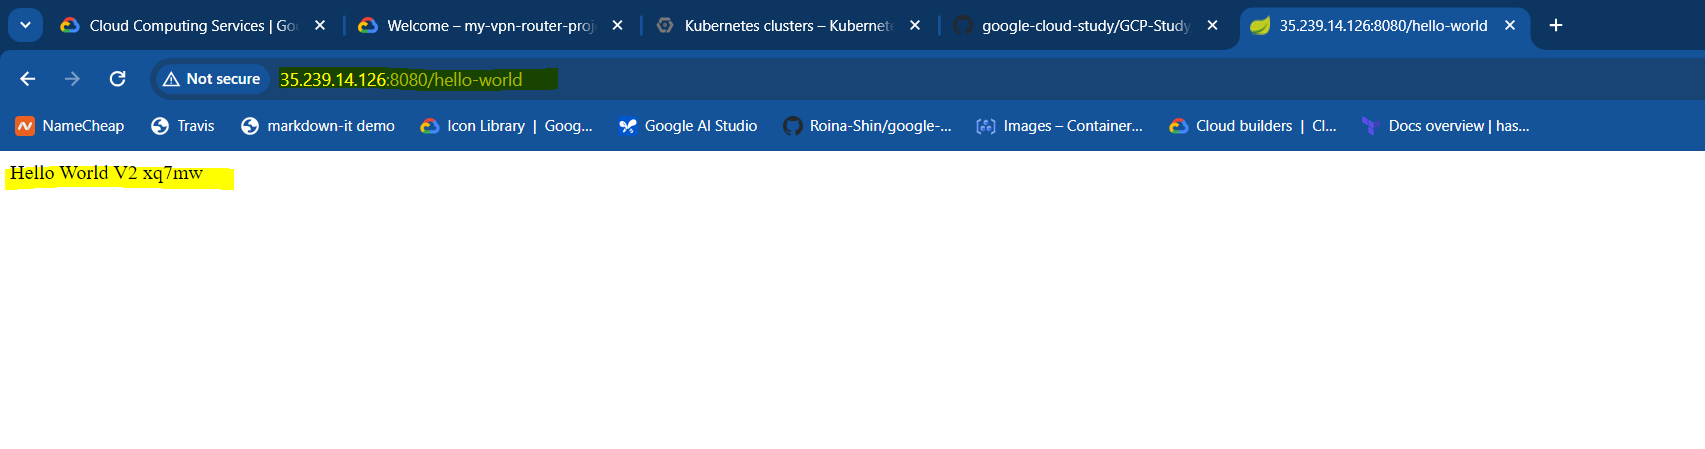 Cloud Computing Services | Goo
Welcome – my-vpn-router-proj
Kubernetes clusters – Kubernete
google-cloud-study/GCP-Study
35.239.14.126:8080/hello-world
Not secure
35.239.14.126:8080/hello-world
NameCheap
Travis
markdown-it demo
Icon Library | Goog...
Google AI Studio
Roina-Shin/google-...
Images – Container...
Cloud builders | Cl...
Docs overview | has...
Hello World V2 xq7mw